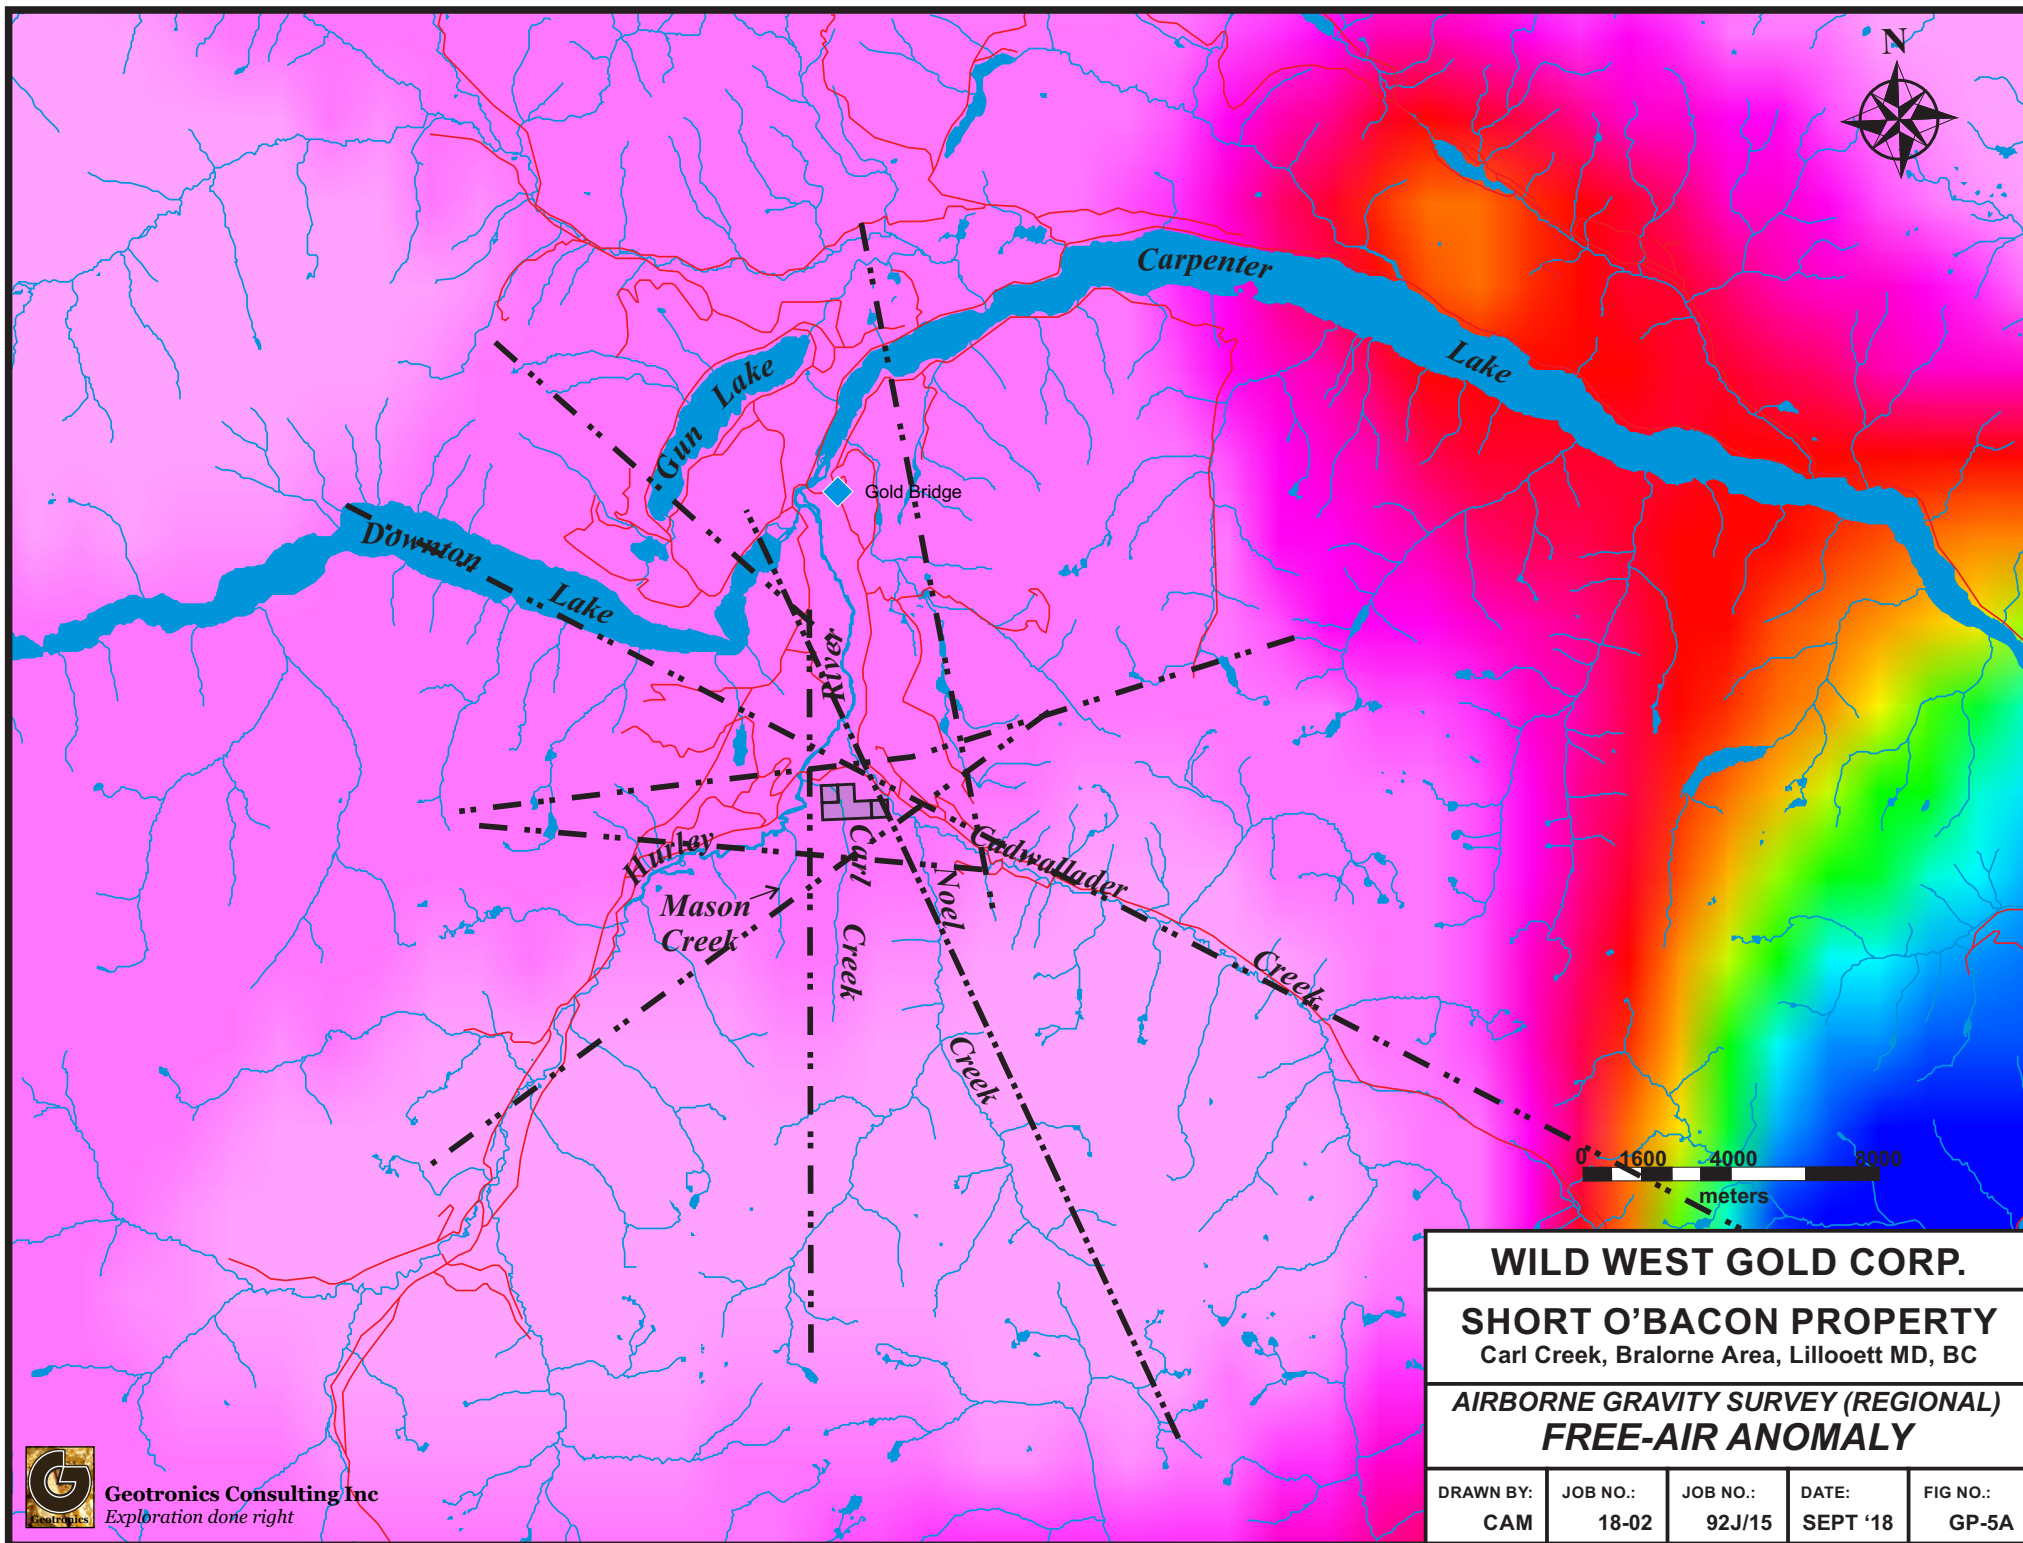 N
Carpenter
Lake
Gun Lake
Gold Bridge
Downton
Lake
River
Hurley
Carl
Creek
Mason
Creek
Noel
Creek
Cadwallader
Creek
0 1600 4000 8000
meters
WILD WEST GOLD CORP.
SHORT O’BACON PROPERTY
Carl Creek, Bralorne Area, Lillooett MD, BC
AIRBORNE GRAVITY SURVEY (REGIONAL)
FREE-AIR ANOMALY
DRAWN BY: JOB NO.: JOB NO.: DATE: FIG NO.:
CAM 18-02 92J/15 SEPT ‘18 GP-5A
Geotronics
Geotronics Consulting Inc
Exploration done right